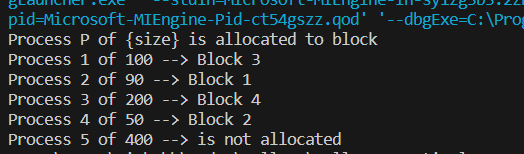 pid=Microsoft-MIEngine-Pid-ct54gszz.qod' '--dbgExe=C:\Prog
Process P of {size} is allocated to block
Process 1 of 100 --> Block 3
Process 2 of 90 --> Block 1
Process 3 of 200 --> Block 4
Process 4 of 50 --> Block 2
Process 5 of 400 --> is not allocated